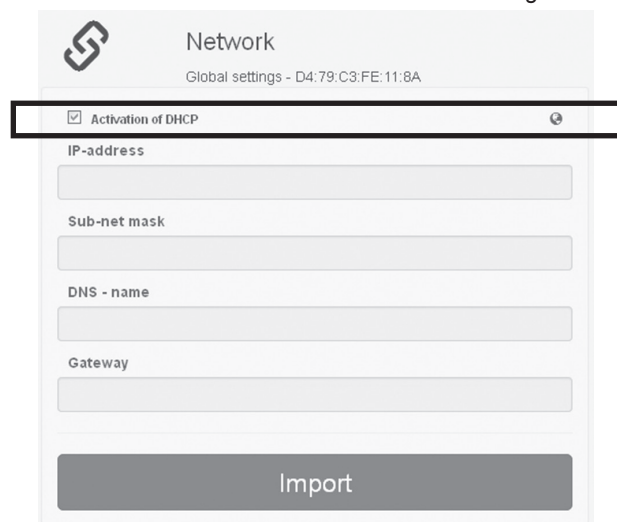 Network
Global settings - D4:79:C3:FE:11:8A
Activation of DHCP
IP-address
Sub-net mask
DNS - name
Gateway
Import